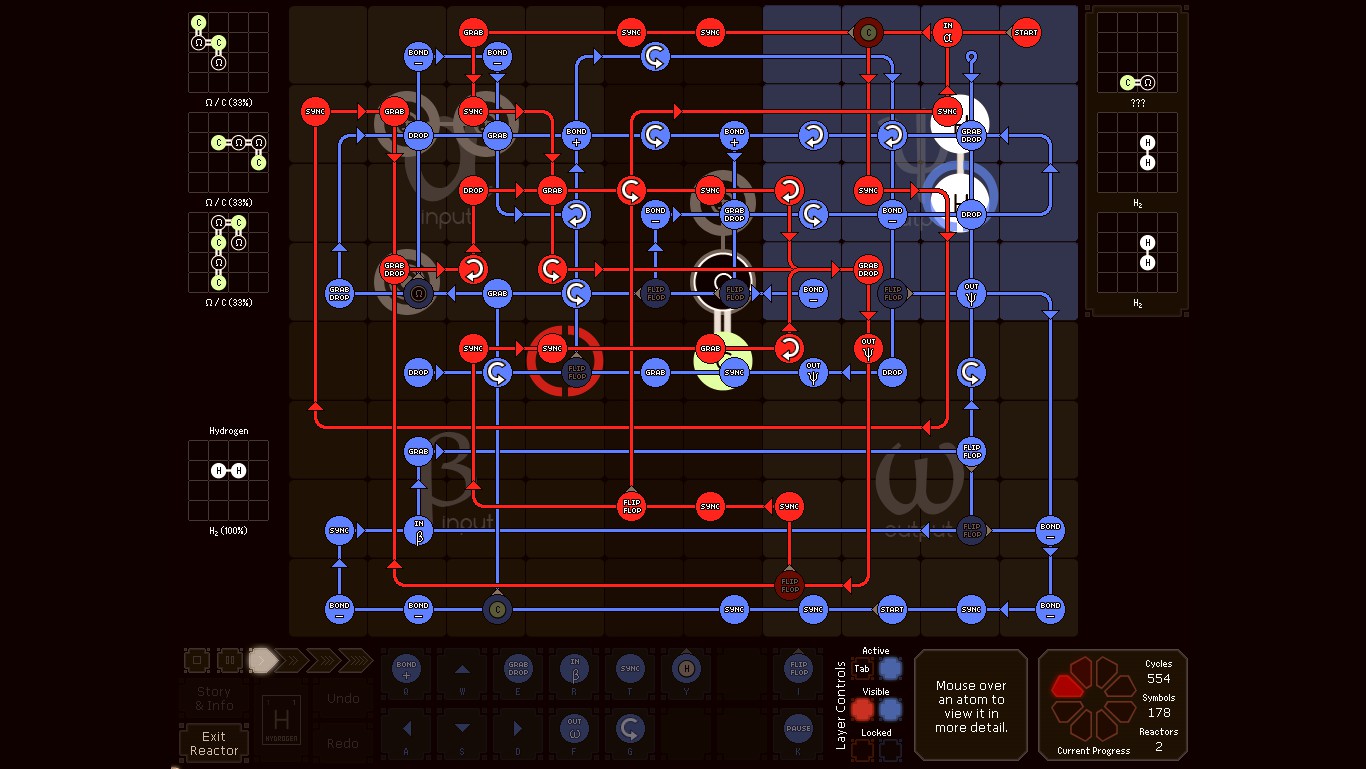 C
Ω C
Ω
Ω / C (33%)
C Ω Ω
C
Ω / C (33%)
Ω C
C Ω
Ω
C
Ω / C (33%)
Hydrogen
H H
H₂ (100%)
GRAB SYNC SYNC C IN α START
BOND – BOND –
SYNC GRAB SYNC SYNC
DROP GRAB BOND + BOND + GRAB DROP
DROP GRAB SYNC SYNC
BOND – GRAB DROP BOND – DROP
input
GRAB DROP GRAB DROP
GRAB DROP Ω GRAB FLIP FLOP FLIP FLOP BOND – FLIP FLOP OUT ψ
SYNC SYNC GRAB OUT ψ
DROP FLIP FLOP GRAB SYNC OUT ψ DROP
GRAB FLIP FLOP
β ω
FLIP FLOP SYNC SYNC
input output
SYNC IN β FLIP FLOP BOND –
FLIP FLOP
BOND – BOND – C SYNC SYNC START SYNC BOND –
C Ω
???
H
H
H₂
H
H
H₂
Story
& Info
Exit
Reactor
1 1
H
HYDROGEN
Undo
Redo
BOND + GRAB DROP IN β SYNC H FLIP FLOP
Q W E R T Y I
OUT ω PAUSE
A S D F G K
Layer Controls
Active
Tab
Visible
Locked
Mouse over
an atom to
view it in
more detail.
Cycles
554
Symbols
178
Reactors
2
Current Progress